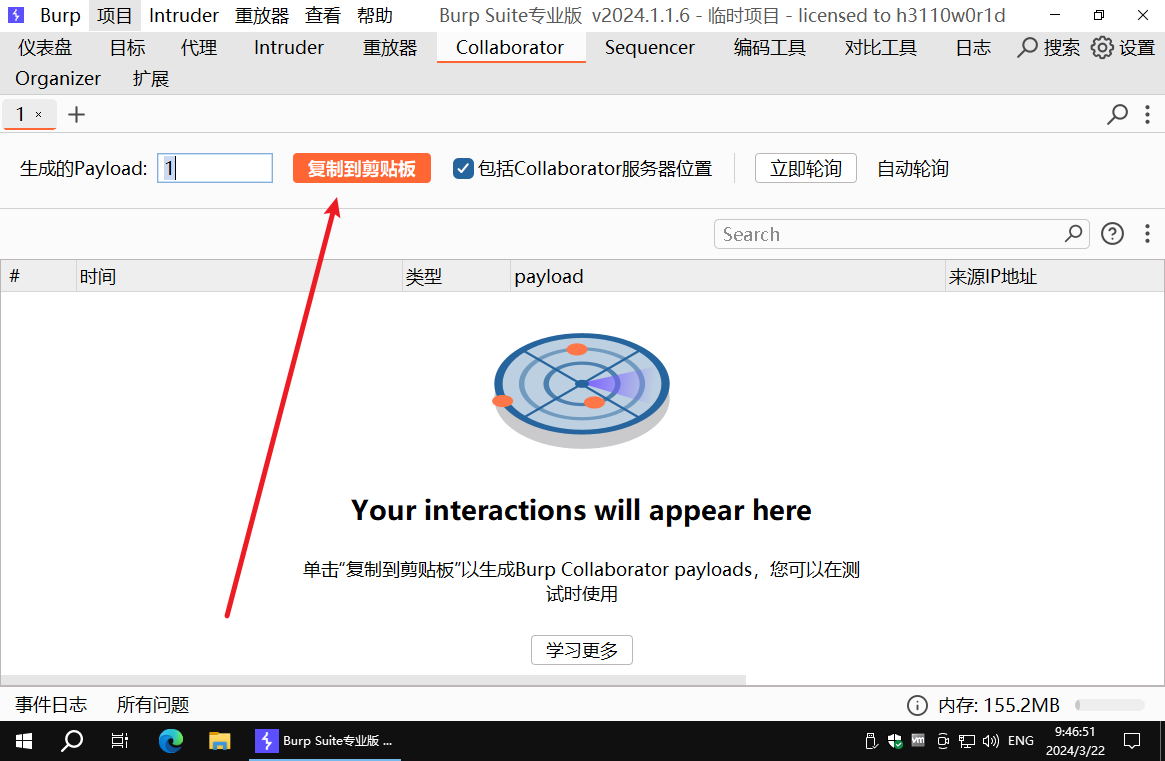 Burp 项目 Intruder 重放器 查看 帮助 Burp Suite专业版 v2024.1.1.6 - 临时项目 - licensed to h3110w0r1d
仪表盘 目标 代理 Intruder 重放器 Collaborator Sequencer 编码工具 对比工具 日志 搜索 设置
Organizer 扩展
1 × +
生成的Payload: 1 复制到剪贴板 包括Collaborator服务器位置 立即轮询 自动轮询
Search
# 时间 类型 payload 来源IP地址
Your interactions will appear here
单击“复制到剪贴板”以生成Burp Collaborator payloads，您可以在测
试时使用
学习更多
事件日志 所有问题 内存: 155.2MB
Burp Suite专业版 ... vm ENG 9:46:51
2024/3/22